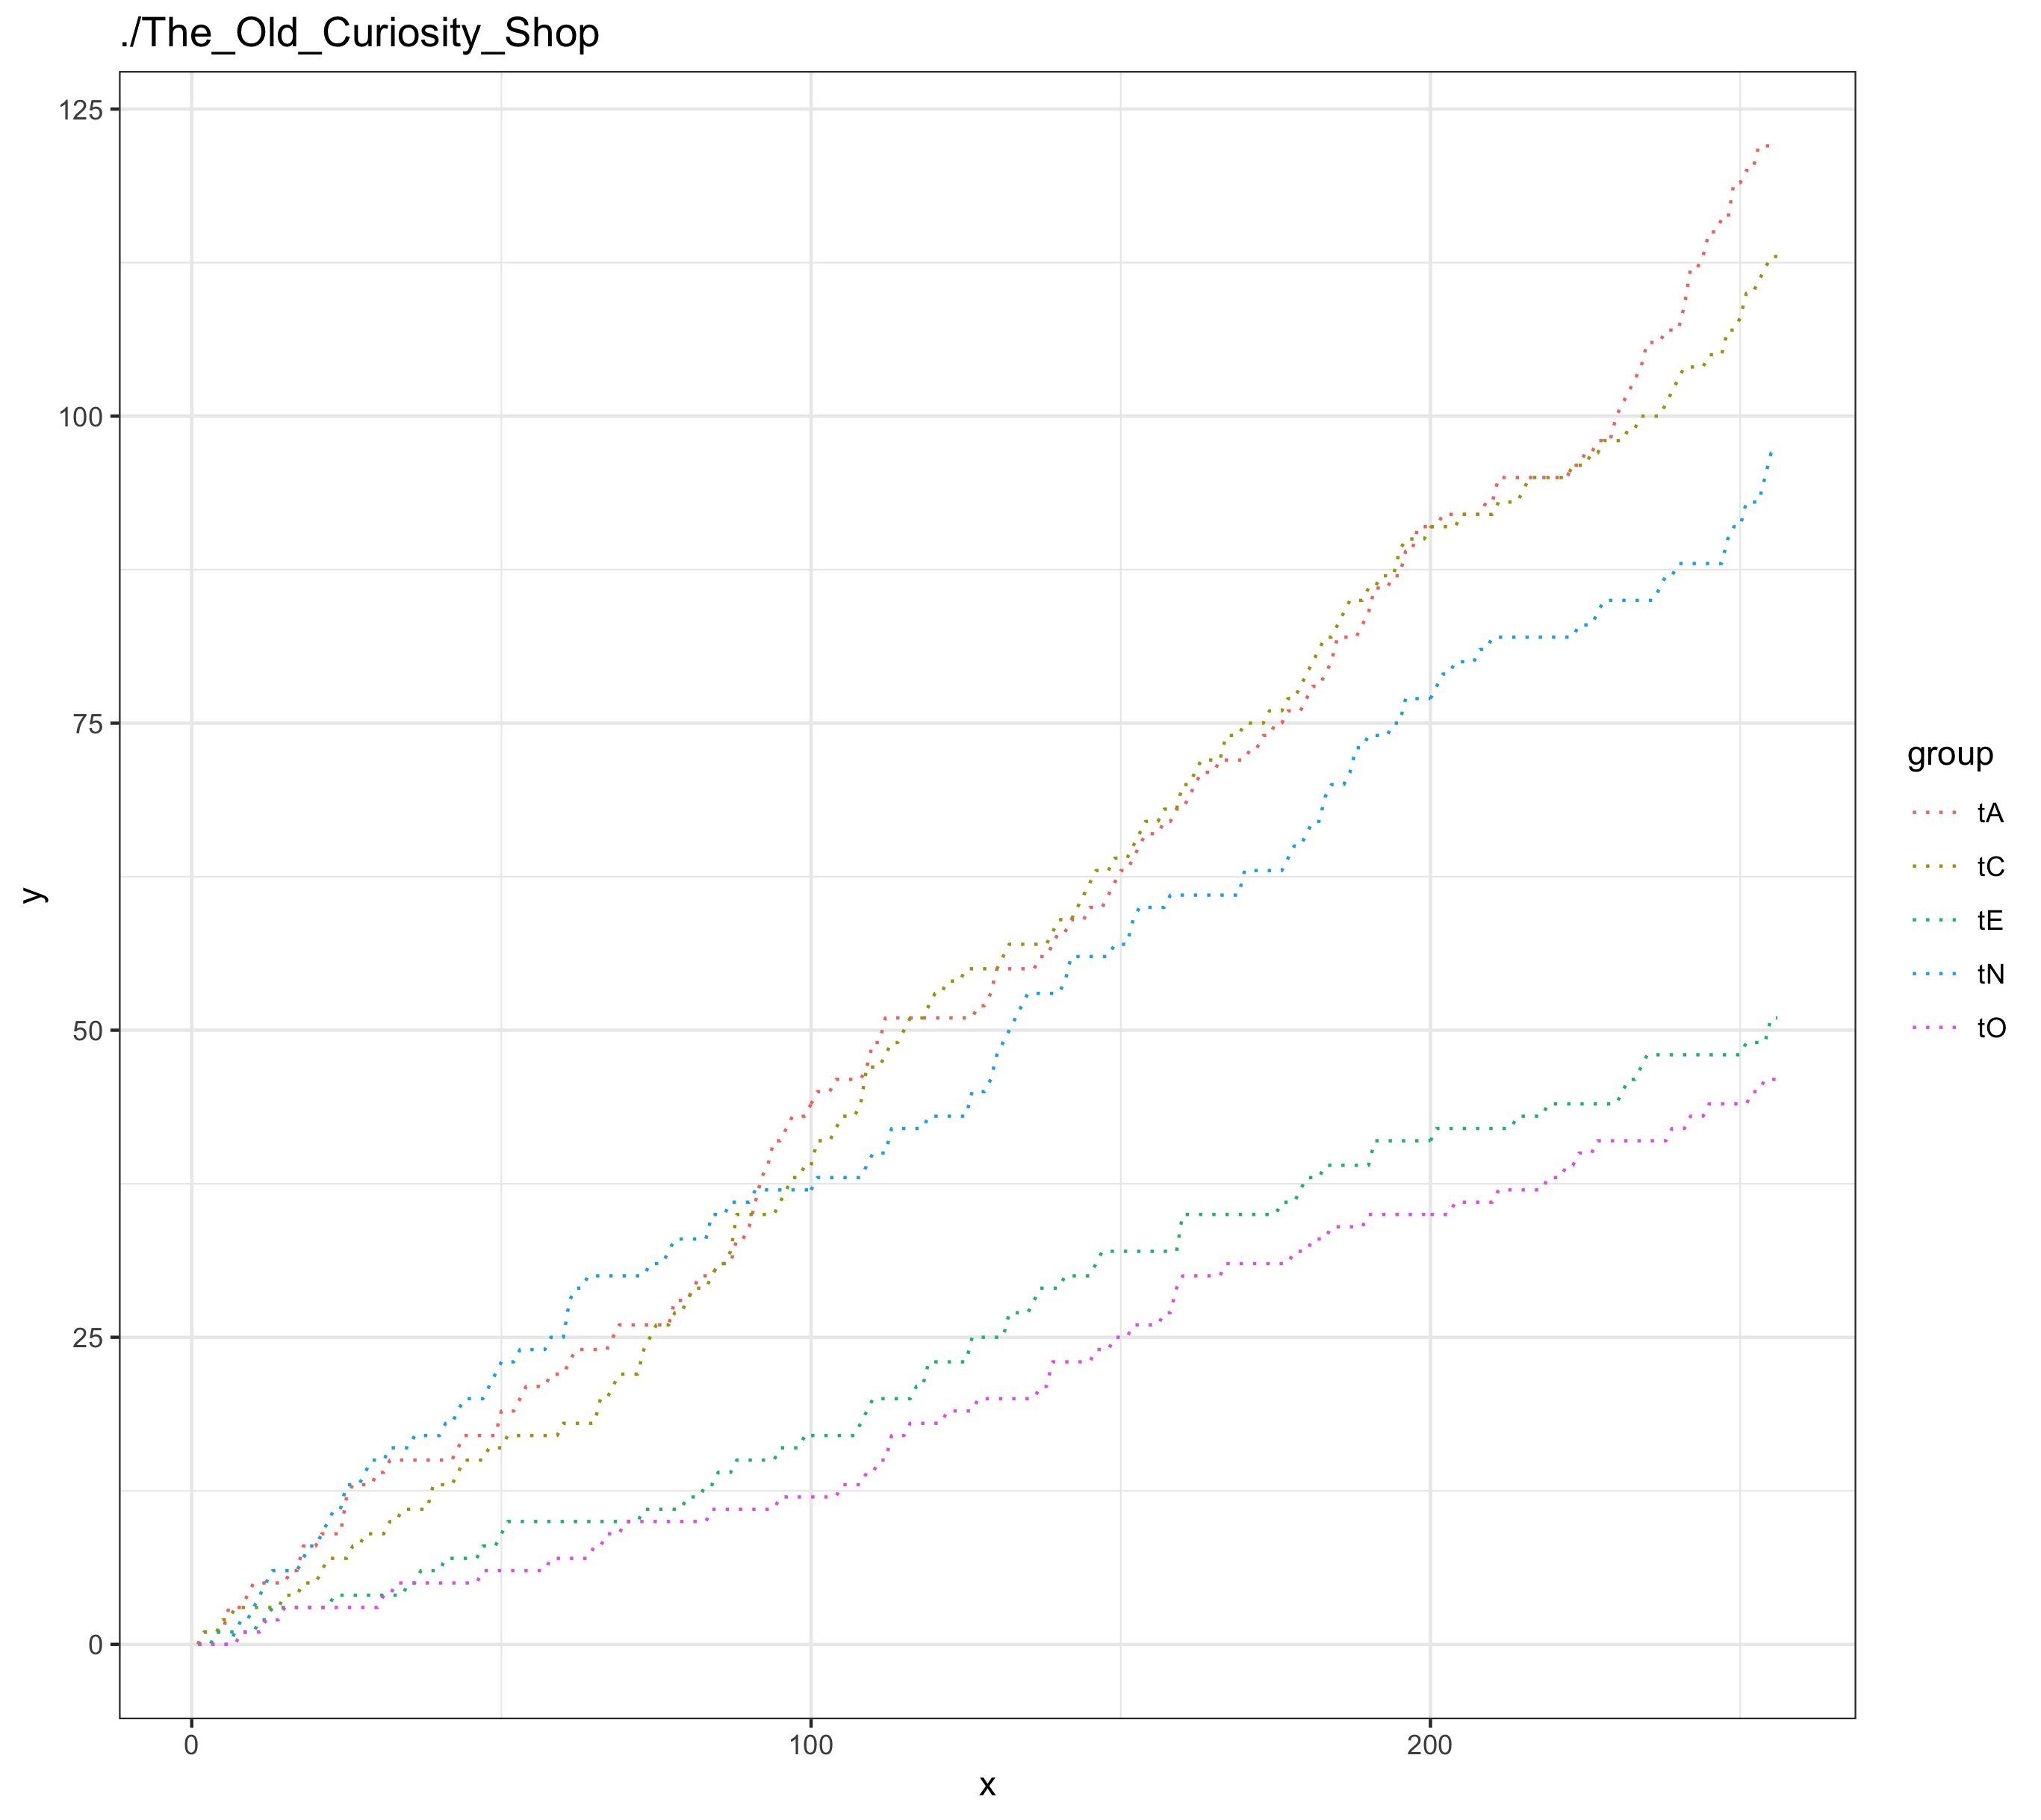 ./The_Old_Curiosity_Shop
125
100
75
50
25
0
y
0 100 200
x
group
tA
tC
tE
tN
tO